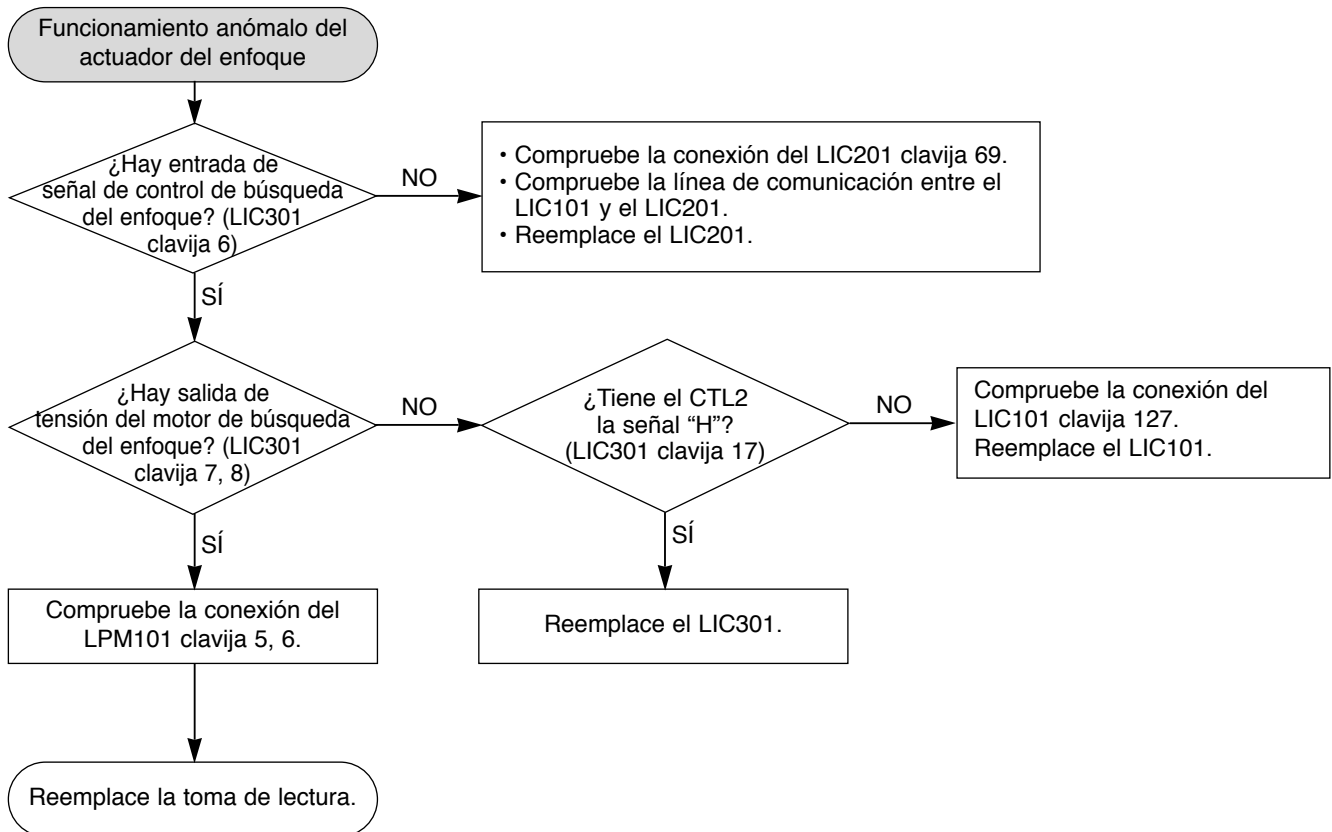 Funcionamiento anómalo del
actuador del enfoque
¿Hay entrada de
señal de control de búsqueda
del enfoque? (LIC301
clavija 6)
NO
• Compruebe la conexión del LIC201 clavija 69.
• Compruebe la línea de comunicación entre el
LIC101 y el LIC201.
• Reemplace el LIC201.
SÍ
¿Hay salida de
tensión del motor de búsqueda
del enfoque? (LIC301
clavija 7, 8)
NO
¿Tiene el CTL2
la señal “H”?
(LIC301 clavija 17)
NO
Compruebe la conexión del
LIC101 clavija 127.
Reemplace el LIC101.
SÍ
SÍ
Compruebe la conexión del
LPM101 clavija 5, 6.
Reemplace el LIC301.
Reemplace la toma de lectura.